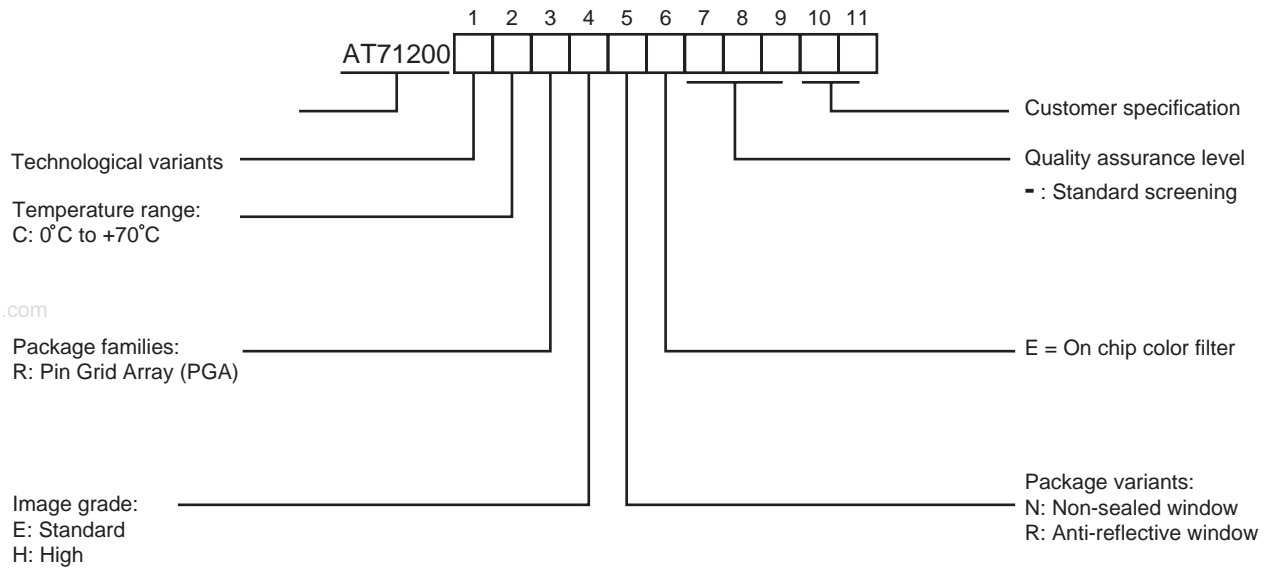 1 2 3 4 5 6 7 8 9 10 11
AT71200
Customer specification
Technological variants
Quality assurance level
- : Standard screening
Temperature range:
C: 0°C to +70°C
.com
Package families:
R: Pin Grid Array (PGA)
E = On chip color filter
Image grade:
E: Standard
H: High
Package variants:
N: Non-sealed window
R: Anti-reflective window